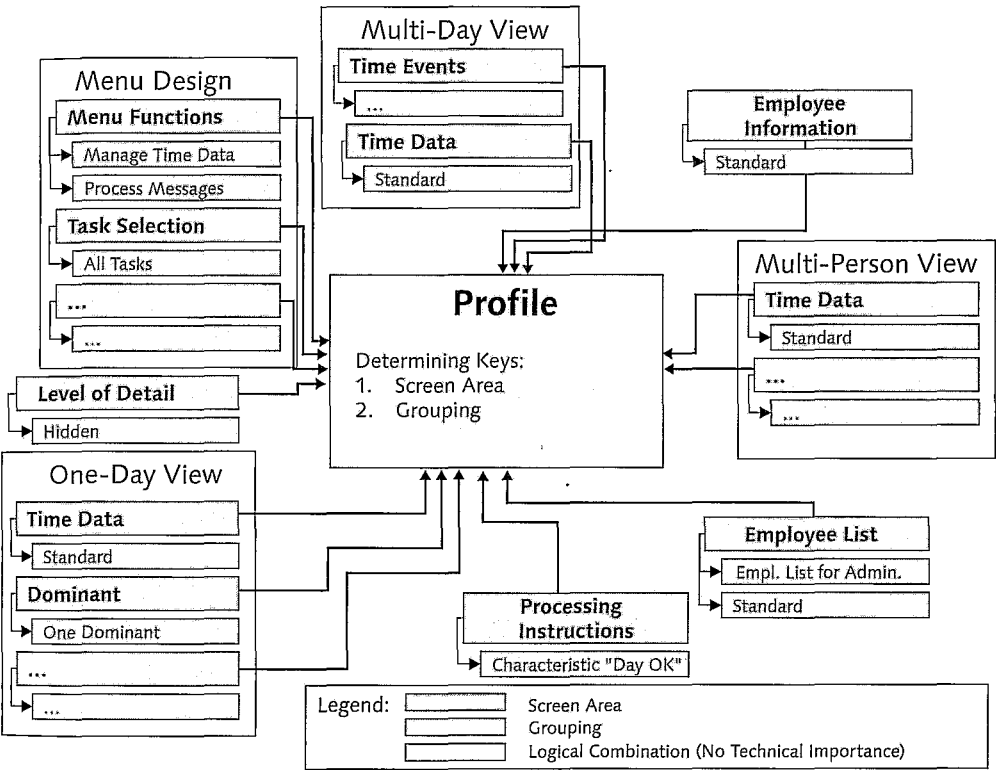 Multi-Day View
Time Events
...
Time Data
Standard
Menu Design
Menu Functions
Manage Time Data
Process Messages
Task Selection
All Tasks
...
...
Employee
Information
Standard
Multi-Person View
Time Data
Standard
...
...
Profile
Determining Keys:
1. Screen Area
2. Grouping
Level of Detail
Hidden
One-Day View
Time Data
Standard
Dominant
One Dominant
...
...
Processing
Instructions
Characteristic "Day OK"
Employee List
Empl. List for Admin.
Standard
Legend:
Screen Area
Grouping
Logical Combination (No Technical Importance)